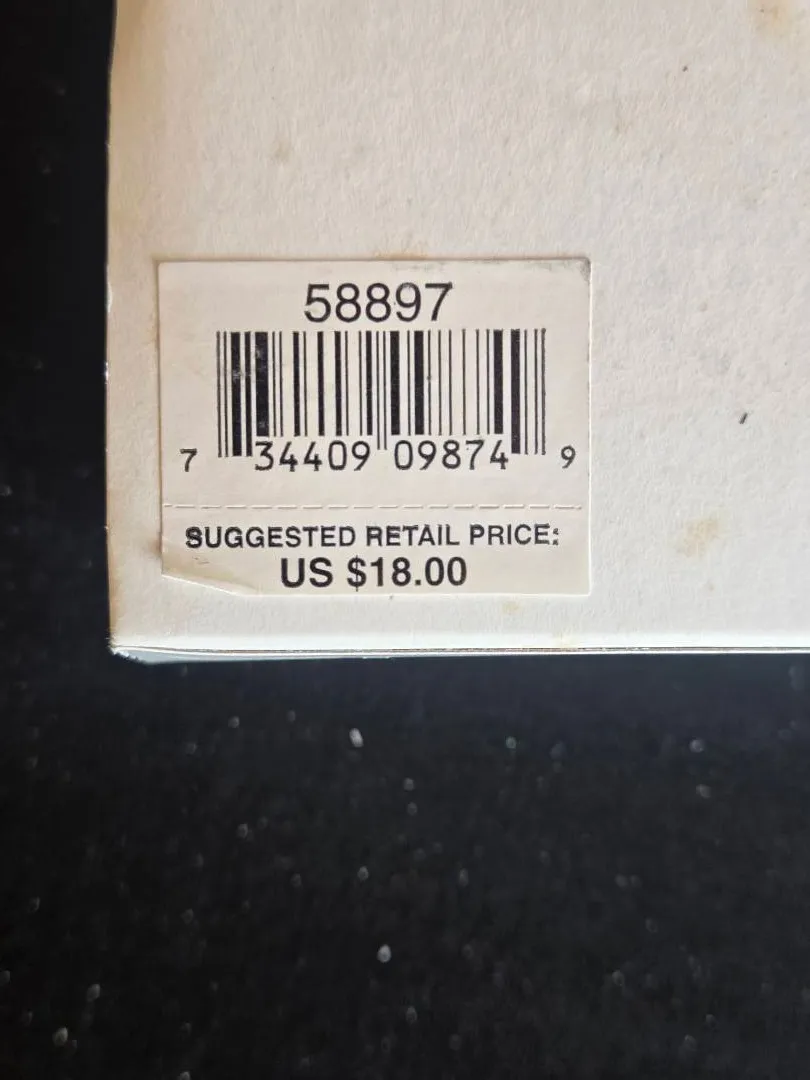 58897
7 34409 09874 9
SUGGESTED RETAIL PRICE:
US $18.00